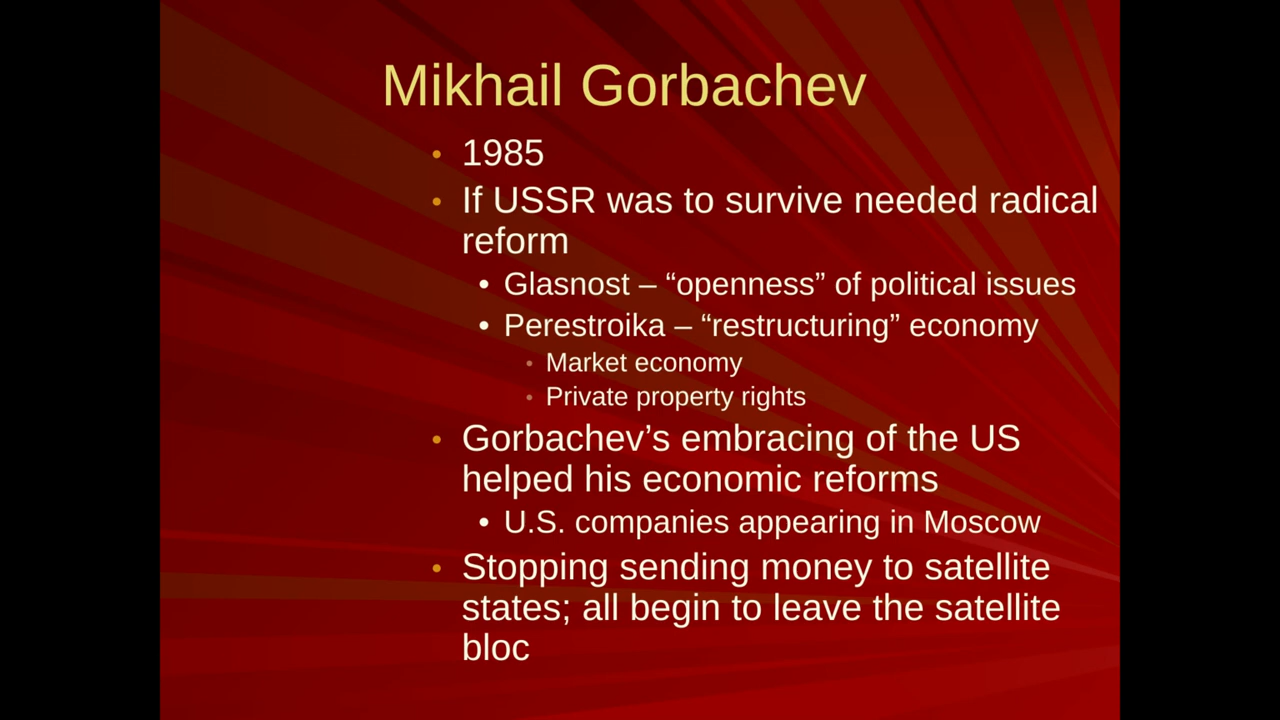 Mikhail Gorbachev
• 1985
• If USSR was to survive needed radical
reform
• Glasnost – “openness” of political issues
• Perestroika – “restructuring” economy
• Market economy
• Private property rights
• Gorbachev’s embracing of the US
helped his economic reforms
• U.S. companies appearing in Moscow
• Stopping sending money to satellite
states; all begin to leave the satellite
bloc